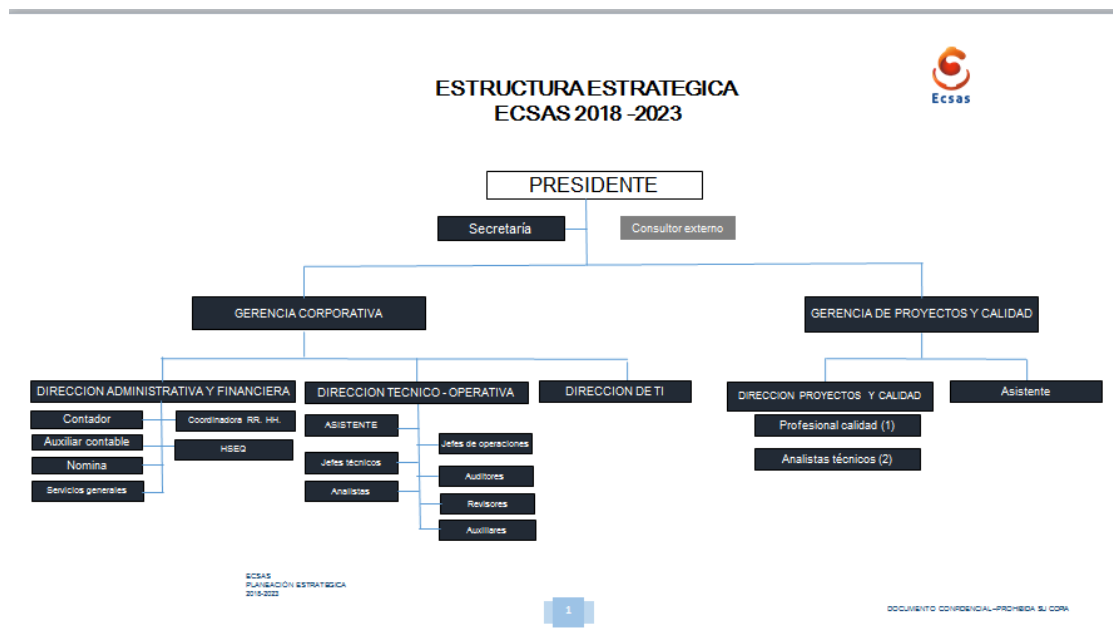 Ecsas
ESTRUCTURA ESTRATEGICA
ECSAS 2018 -2023
PRESIDENTE
Secretaría
Consultor externo
GERENCIA CORPORATIVA
GERENCIA DE PROYECTOS Y CALIDAD
DIRECCION ADMINISTRATIVA Y FINANCIERA
DIRECCION TECNICO - OPERATIVA
DIRECCION DE TI
DIRECCION PROYECTOS Y CALIDAD
Asistente
Contador
Coordinadora RR. HH.
Auxiliar contable
HSEQ
Nomina
Servicios generales
ASISTENTE
Jefes de operaciones
Jefes técnicos
Auditores
Analistas
Revisores
Auxiliares
Profesional calidad (1)
Analistas técnicos (2)
ECSAS
PLANEACIÓN ESTRATEGICA
2018-2023
1
DOCUMENTO CONFIDENCIAL–PROHIBIDA SU COPIA